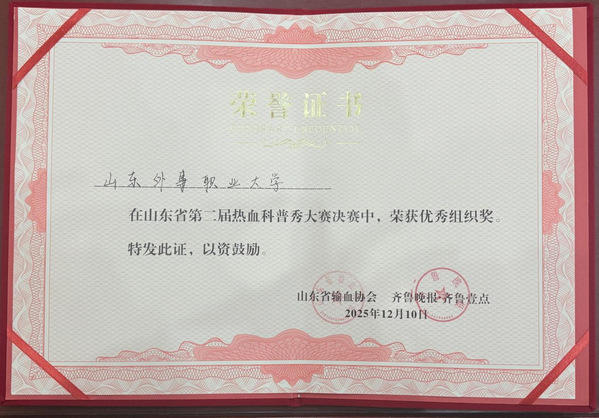 荣誉证书
山东外事职业大学
在山东省第二届热血科普秀大赛决赛中，荣获优秀组织奖。
特发此证，以资鼓励。
山东省输血协会 齐鲁晚报·齐鲁壹点
2025年12月10日